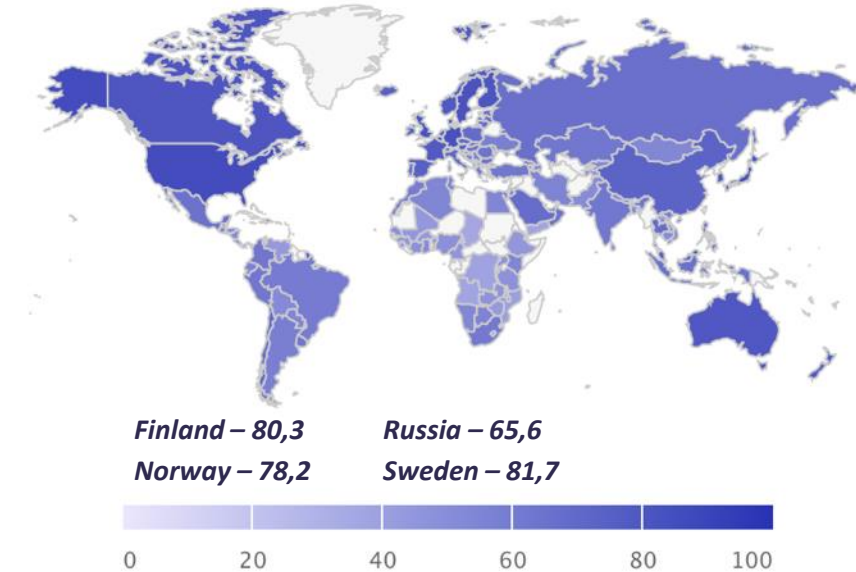 Finland – 80,3 Russia – 65,6
Norway – 78,2 Sweden – 81,7
0 20 40 60 80 100